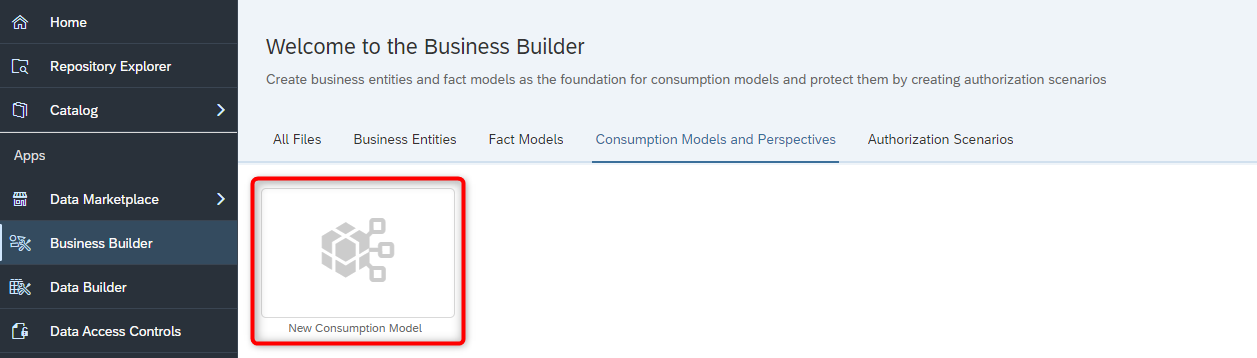 Home
Repository Explorer
Catalog
Apps
Data Marketplace
Business Builder
Data Builder
Data Access Controls
Welcome to the Business Builder
Create business entities and fact models as the foundation for consumption models and protect them by creating authorization scenarios
All Files Business Entities Fact Models Consumption Models and Perspectives Authorization Scenarios
New Consumption Model